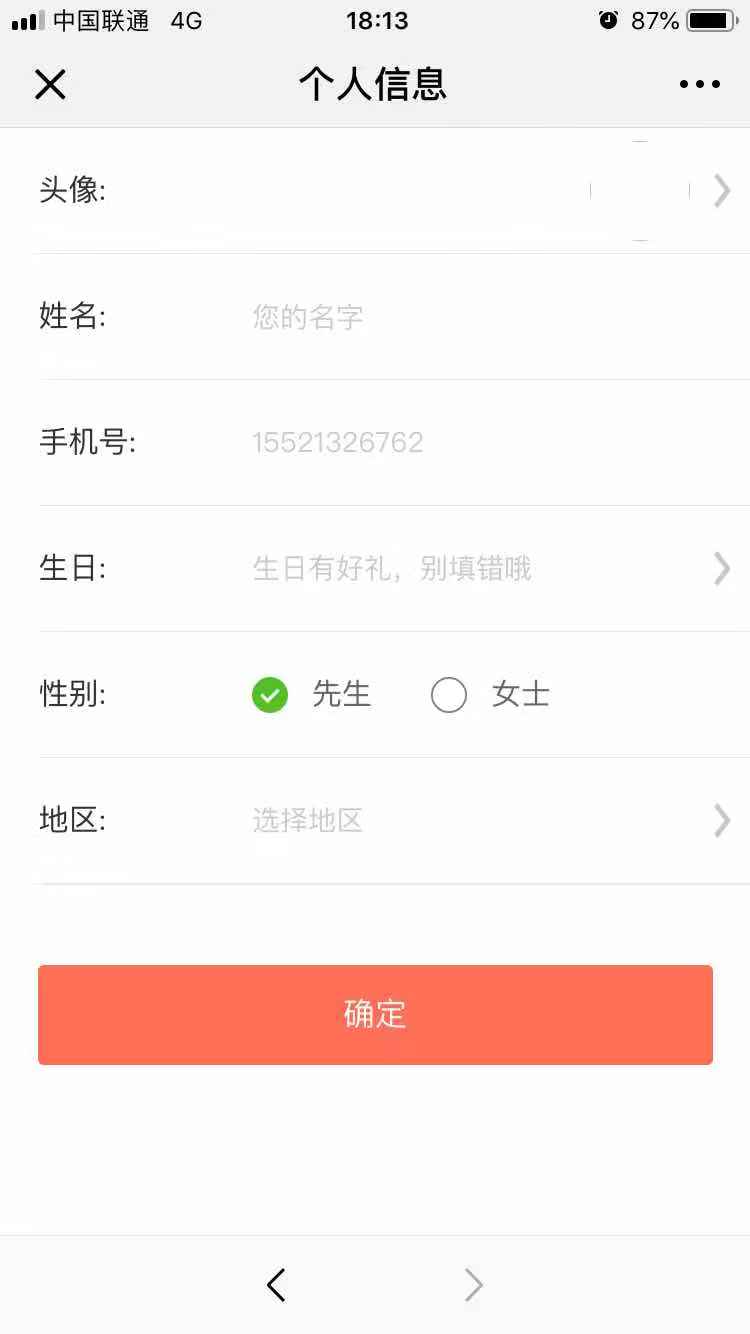 中国联通 4G 18:13 87%
个人信息
头像:
姓名: 您的名字
手机号: 15521326762
生日: 生日有好礼，别填错哦
性别: 先生 女士
地区: 选择地区
确定